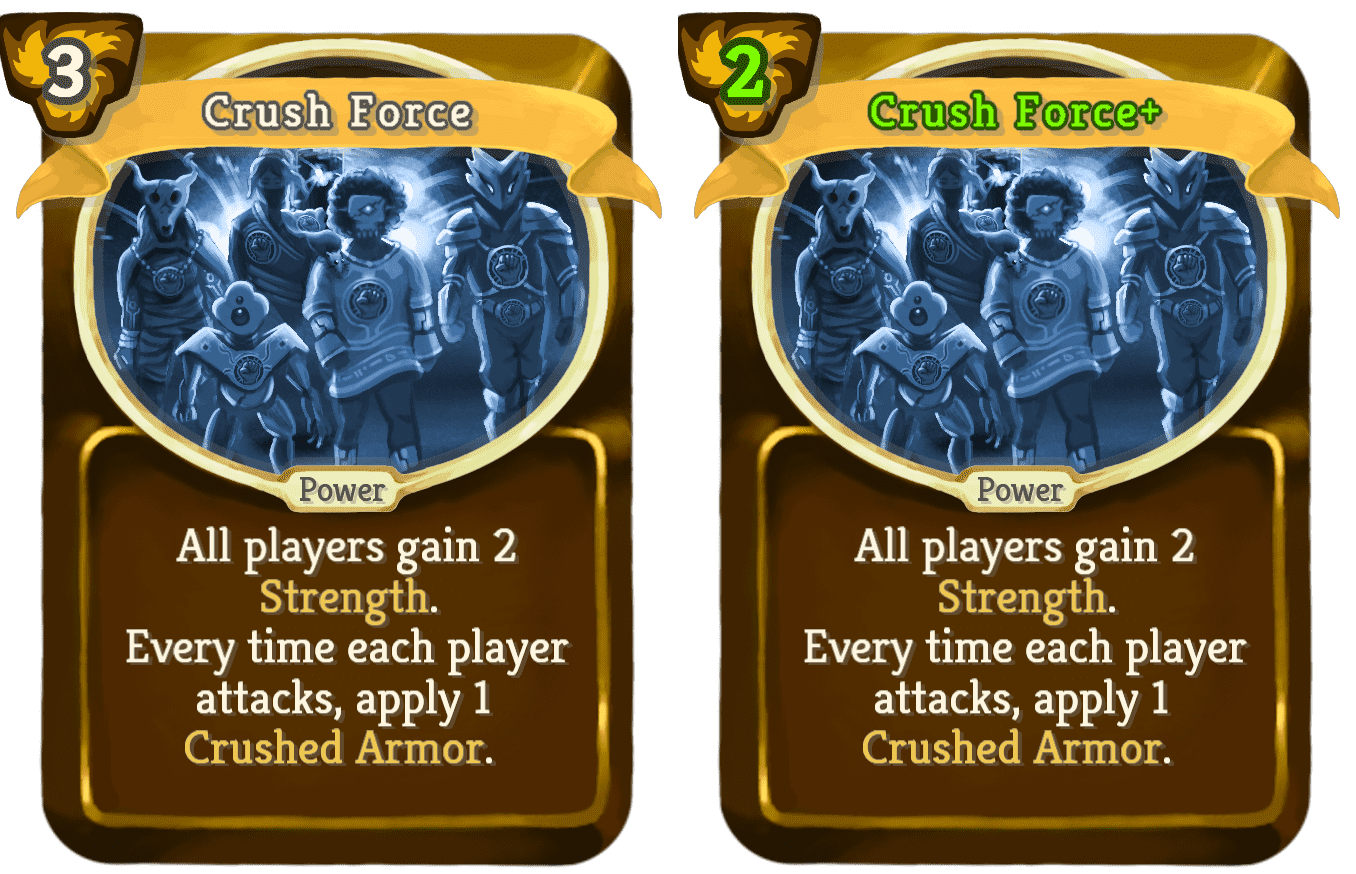 3
Crush Force
Power
All players gain 2
Strength.
Every time each player
attacks, apply 1
Crushed Armor.
2
Crush Force+
Power
All players gain 2
Strength.
Every time each player
attacks, apply 1
Crushed Armor.